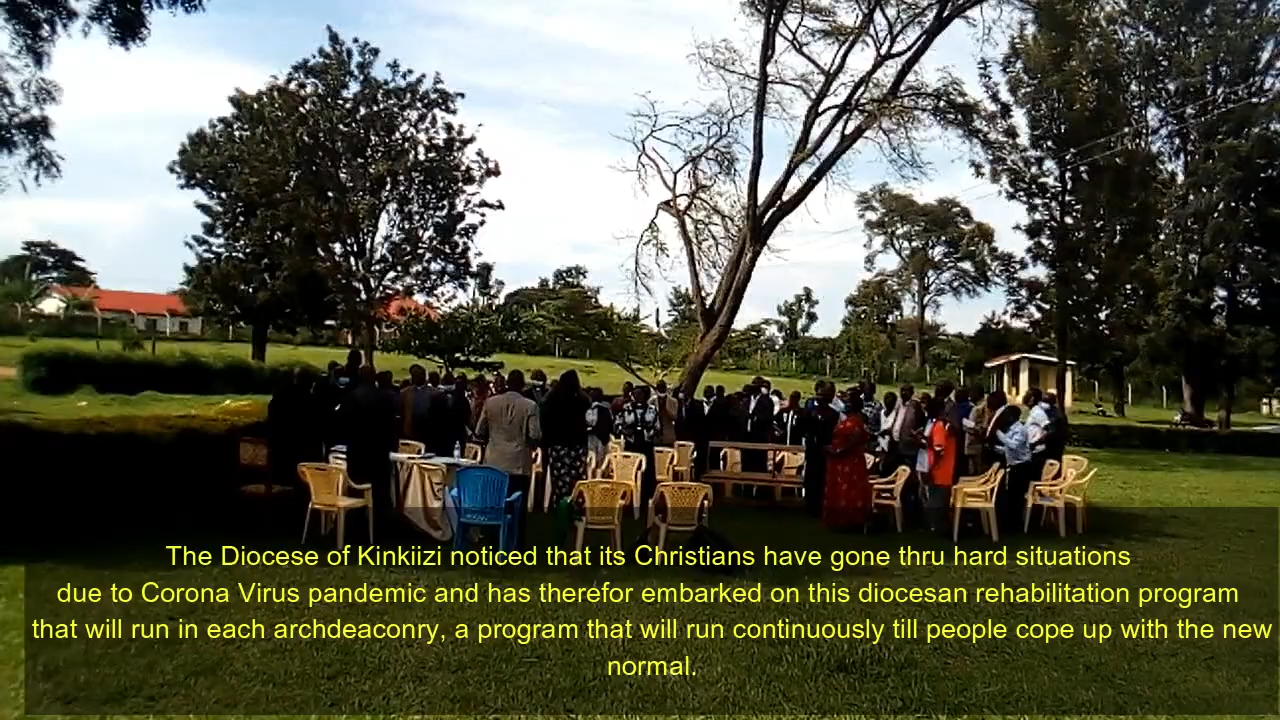 The Diocese of Kinkiizi noticed that its Christians have gone thru hard situations
due to Corona Virus pandemic and has therefor embarked on this diocesan rehabilitation program
that will run in each archdeaconry, a program that will run continuously till people cope up with the new
normal.